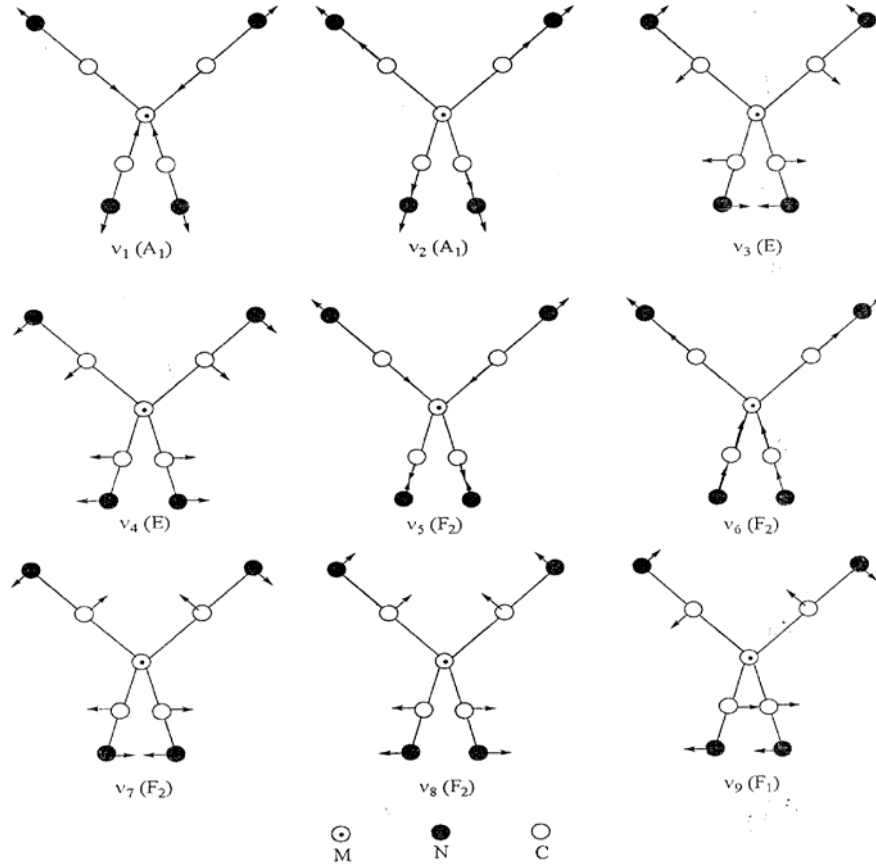 ν₁ (A₁) ν₂ (A₁) ν₃ (E)
ν₄ (E) ν₅ (F₂) ν₆ (F₂)
ν₇ (F₂) ν₈ (F₂) ν₉ (F₁)
M N C